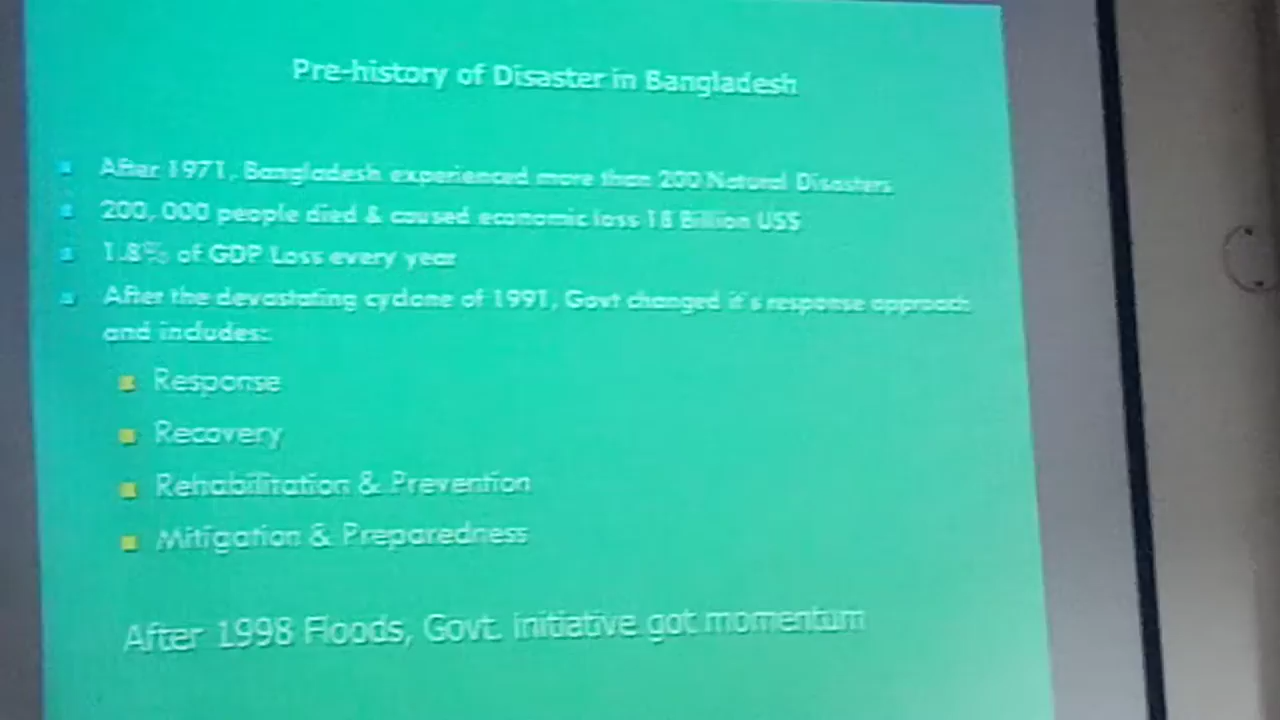 Pre-history of Disaster in Bangladesh
After 1971, Bangladesh experienced more than 200 Natural Disasters
200, 000 people died & caused economic loss 18 Billion US$
1.8% of GDP Loss every year
After the devastating cyclone of 1991, Govt changed it's response approach
and includes:
Response
Recovery
Rehabilitation & Prevention
Mitigation & Preparedness
After 1998 Floods, Govt. initiative got momentum